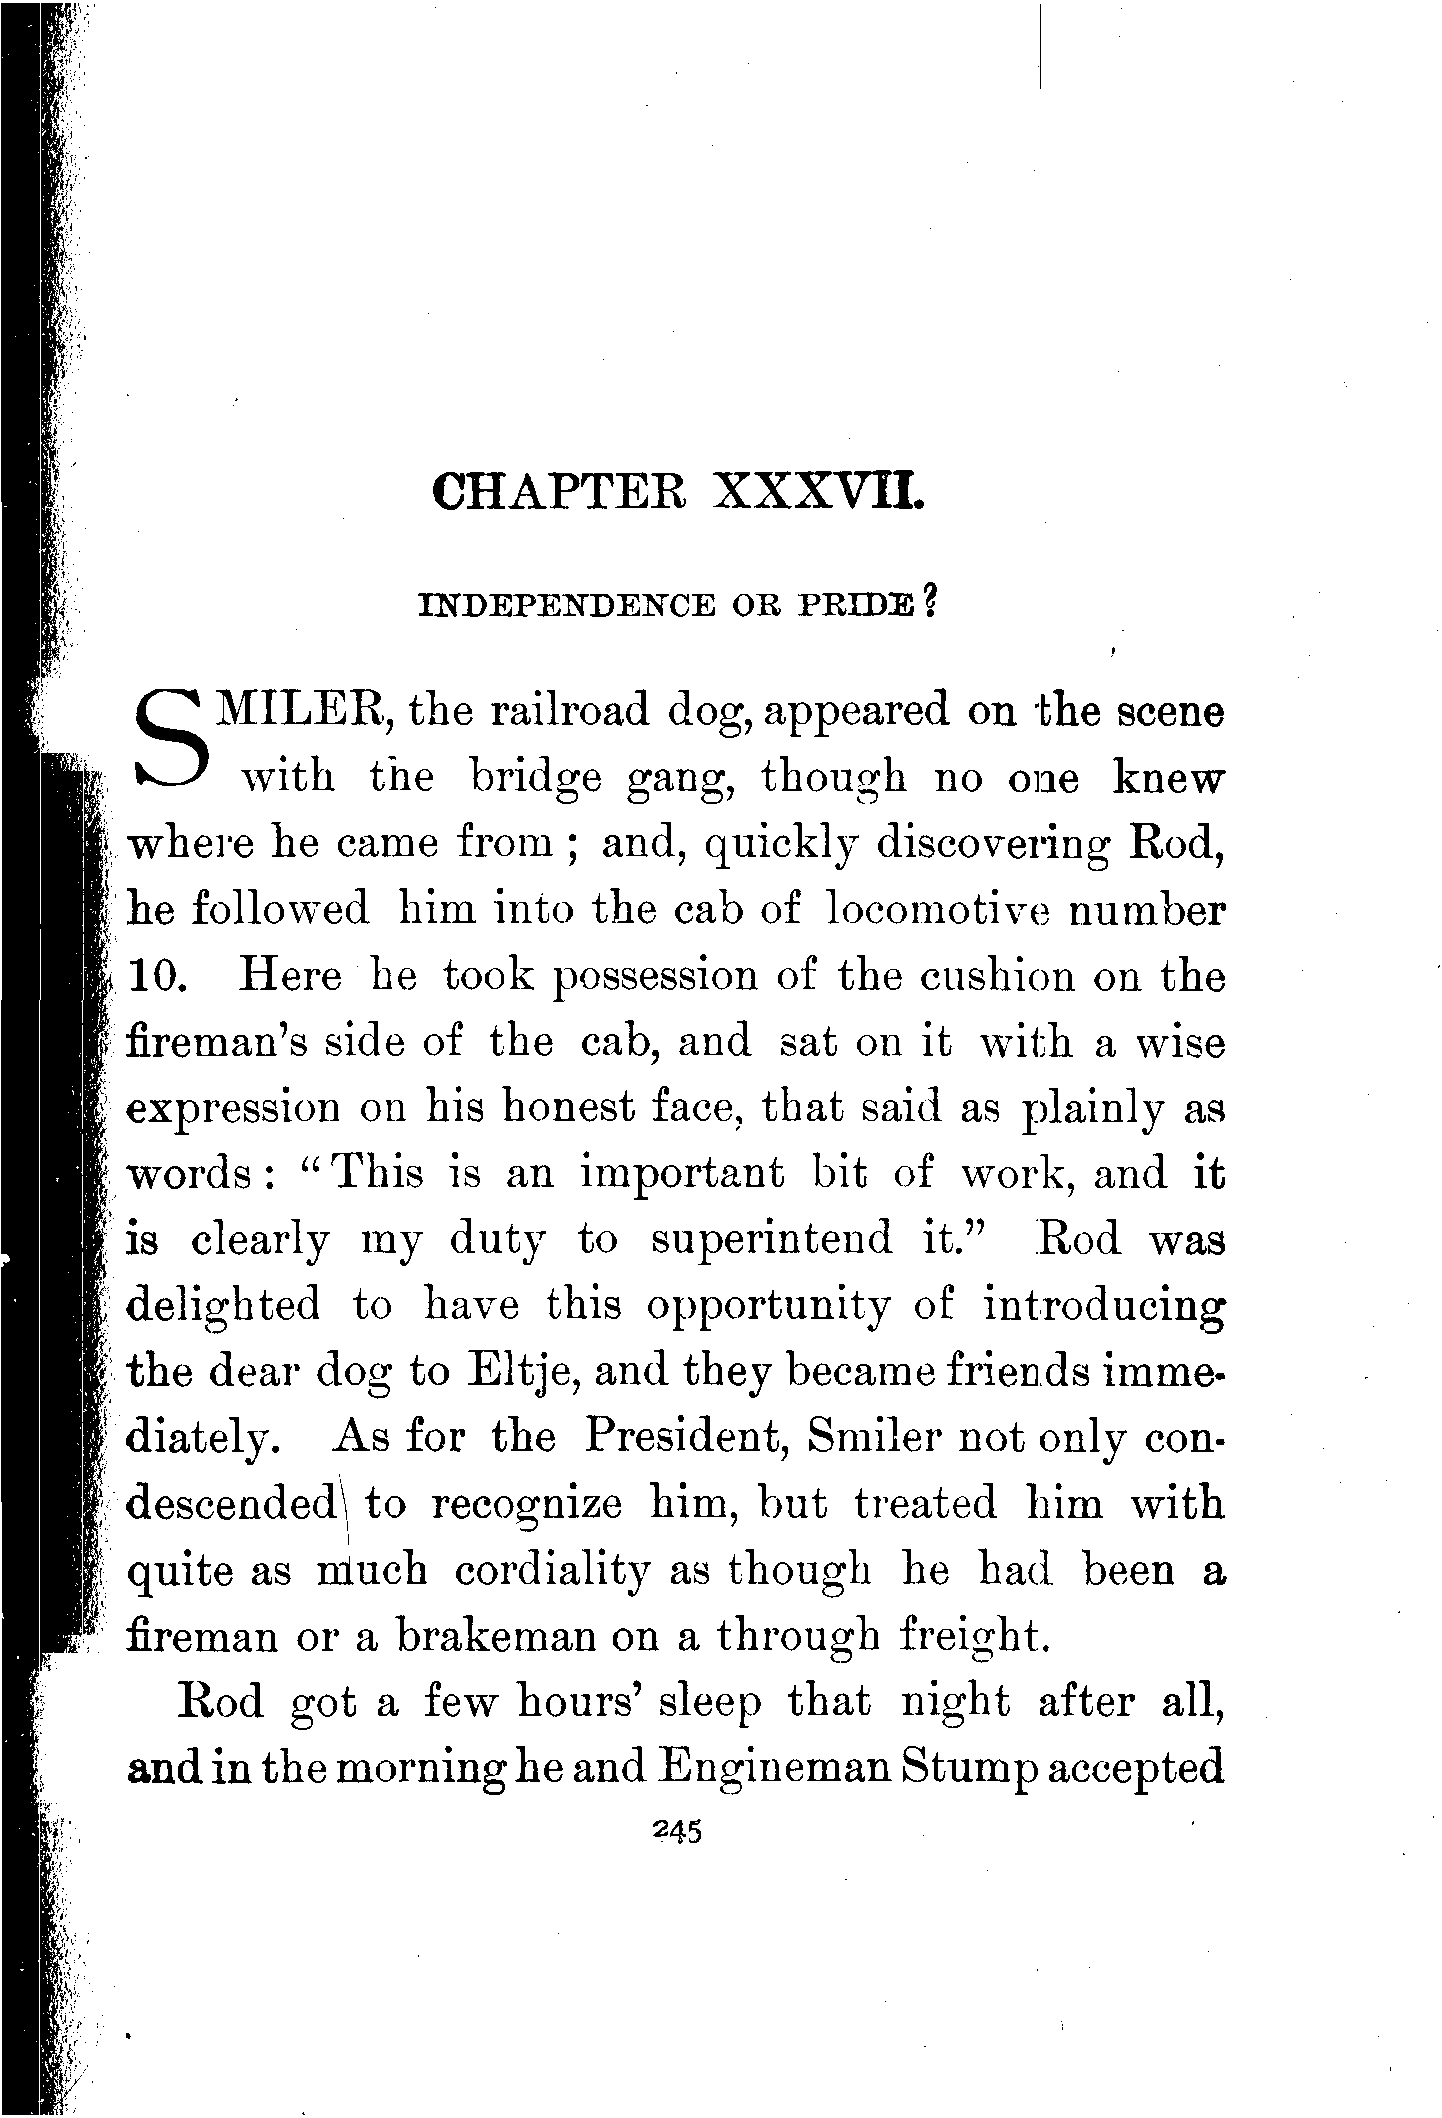 CHAPTER XXXVII.
INDEPENDENCE OR PRIDE?
SMILER, the railroad dog, appeared on the scene
with the bridge gang, though no one knew
where he came from; and, quickly discovering Rod,
he followed him into the cab of locomotive number
10. Here he took possession of the cushion on the
fireman's side of the cab, and sat on it with a wise
expression on his honest face, that said as plainly as
words: "This is an important bit of work, and it
is clearly my duty to superintend it." Rod was
delighted to have this opportunity of introducing
the dear dog to Eltje, and they became friends imme-
diately. As for the President, Smiler not only con-
descended to recognize him, but treated him with
quite as much cordiality as though he had been a
fireman or a brakeman on a through freight.
Rod got a few hours' sleep that night after all,
and in the morning he and Engineman Stump accepted
245